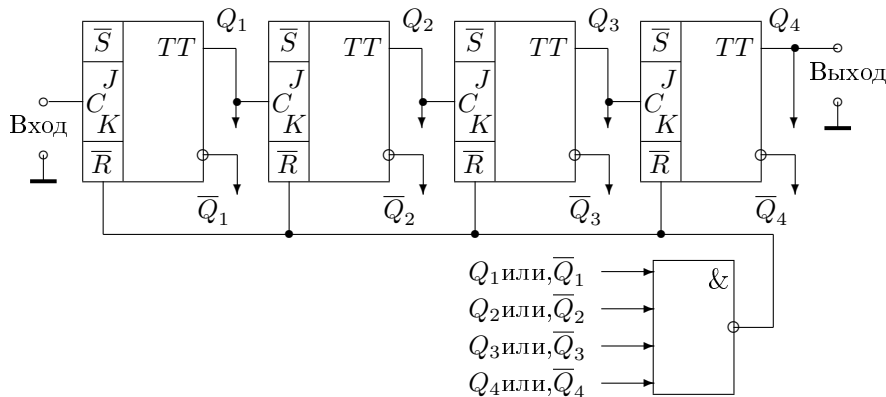 Q₁ Q₂ Q₃ Q₄
S̅ TT S̅ TT S̅ TT S̅ TT
Выход
J J J J
C C C C
Вход
K K K K
R̅ R̅ R̅ R̅
Q̅₁ Q̅₂ Q̅₃ Q̅₄
&
Q₁или,Q̅₁
Q₂или,Q̅₂
Q₃или,Q̅₃
Q₄или,Q̅₄